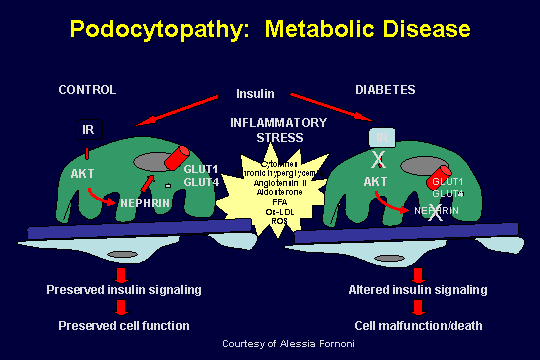 Podocytopathy: Metabolic Disease
CONTROL
Insulin
DIABETES
INFLAMMATORY
STRESS
IR
AKT
NEPHRIN
GLUT1
GLUT4
Angiotensin II
Aldosterone
FFA
Ox-LDL
ROS
IR
X
AKT
GLUT1
GLUT4
NEPHRIN
X
Preserved insulin signaling
Preserved cell function
Altered insulin signaling
Cell malfunction/death
Courtesy of Alessia Fornoni